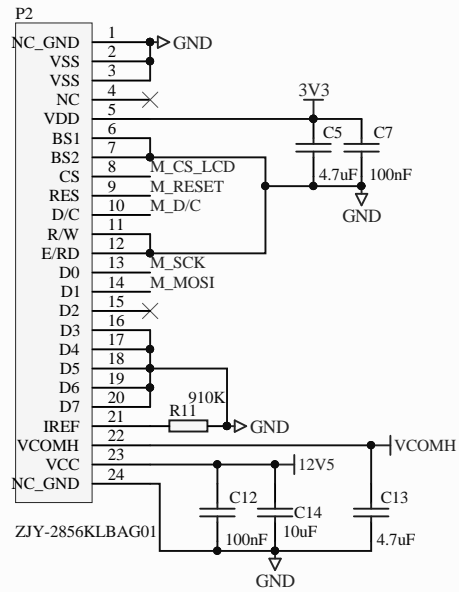 P2
NC_GND 1 GND
VSS 2
VSS 3
NC 4
3V3
VDD 5
BS1 6 C5 C7
BS2 7
CS 8 M_CS_LCD 4.7uF 100nF
RES 9 M_RESET
D/C 10 M_D/C GND
R/W 11
E/RD 12
D0 13 M_SCK
D1 14 M_MOSI
D2 15
D3 16
D4 17
D5 18
D6 19 910K
D7 20 R11
IREF 21 GND
VCOMH 22 VCOMH
VCC 23 12V5
NC_GND 24
C12 C14 C13
ZJY-2856KLBAG01 100nF 10uF 4.7uF
GND